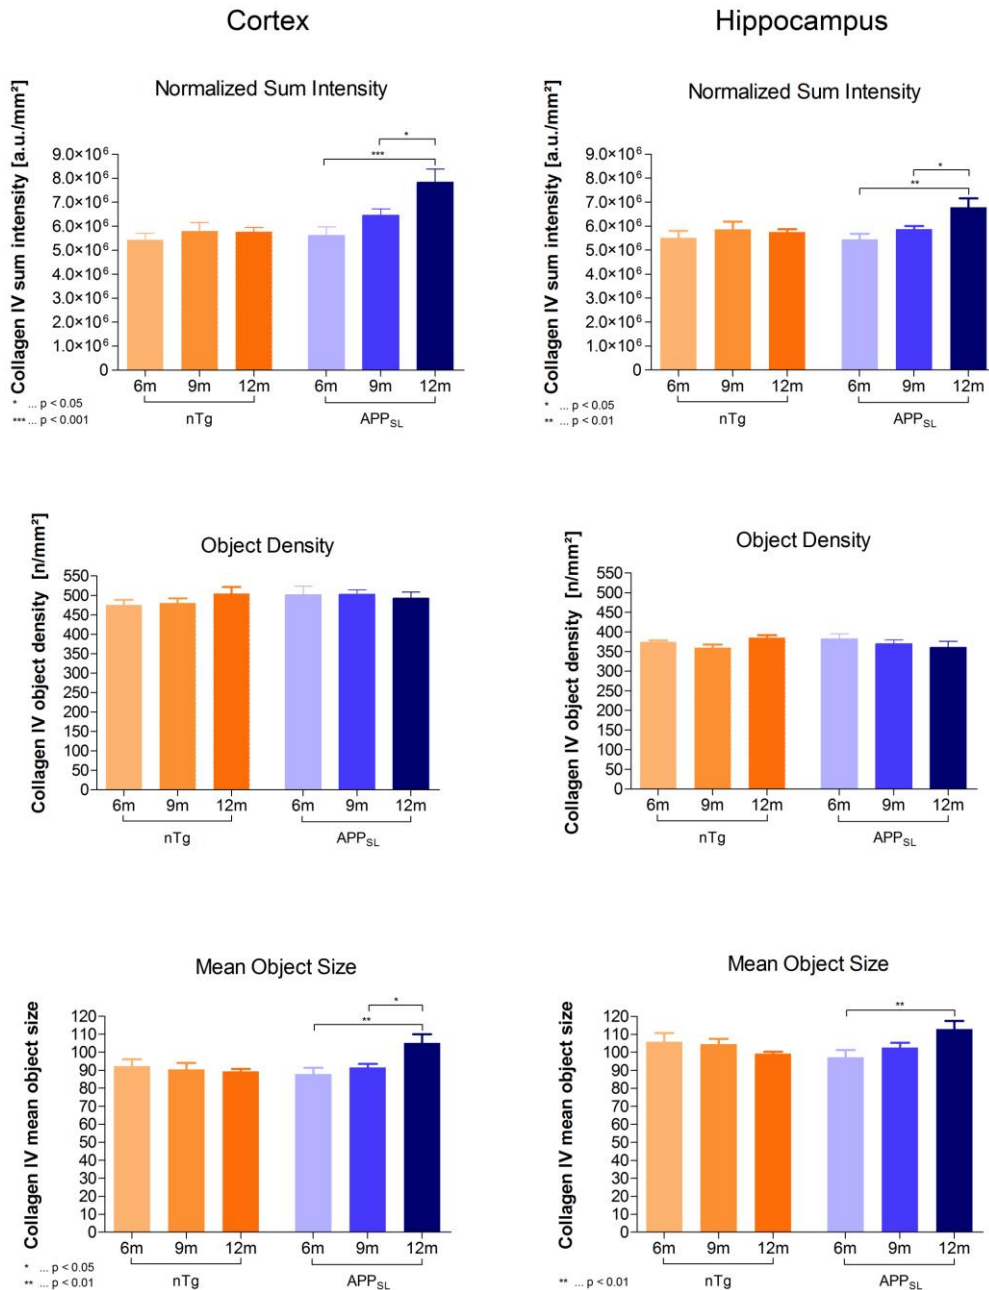 Cortex
Hippocampus
Normalized Sum Intensity
Collagen IV sum intensity [a.u./mm²]
*
***
9.0×10⁶
8.0×10⁶
7.0×10⁶
6.0×10⁶
5.0×10⁶
4.0×10⁶
3.0×10⁶
2.0×10⁶
1.0×10⁶
0
6m 9m 12m 6m 9m 12m
nTg APP_SL
* ... p < 0.05
*** ... p < 0.001
Normalized Sum Intensity
Collagen IV sum intensity [a.u./mm²]
*
**
9.0×10⁶
8.0×10⁶
7.0×10⁶
6.0×10⁶
5.0×10⁶
4.0×10⁶
3.0×10⁶
2.0×10⁶
1.0×10⁶
0
6m 9m 12m 6m 9m 12m
nTg APP_SL
* ... p < 0.05
** ... p < 0.01
Object Density
Collagen IV object density [n/mm²]
550
500
450
400
350
300
250
200
150
100
50
0
6m 9m 12m 6m 9m 12m
nTg APP_SL
Object Density
Collagen IV object density [n/mm²]
550
500
450
400
350
300
250
200
150
100
50
0
6m 9m 12m 6m 9m 12m
nTg APP_SL
Mean Object Size
Collagen IV mean object size
*
**
120
110
100
90
80
70
60
50
40
30
20
10
0
6m 9m 12m 6m 9m 12m
nTg APP_SL
* ... p < 0.05
** ... p < 0.01
Mean Object Size
Collagen IV mean object size
**
120
110
100
90
80
70
60
50
40
30
20
10
0
6m 9m 12m 6m 9m 12m
nTg APP_SL
** ... p < 0.01